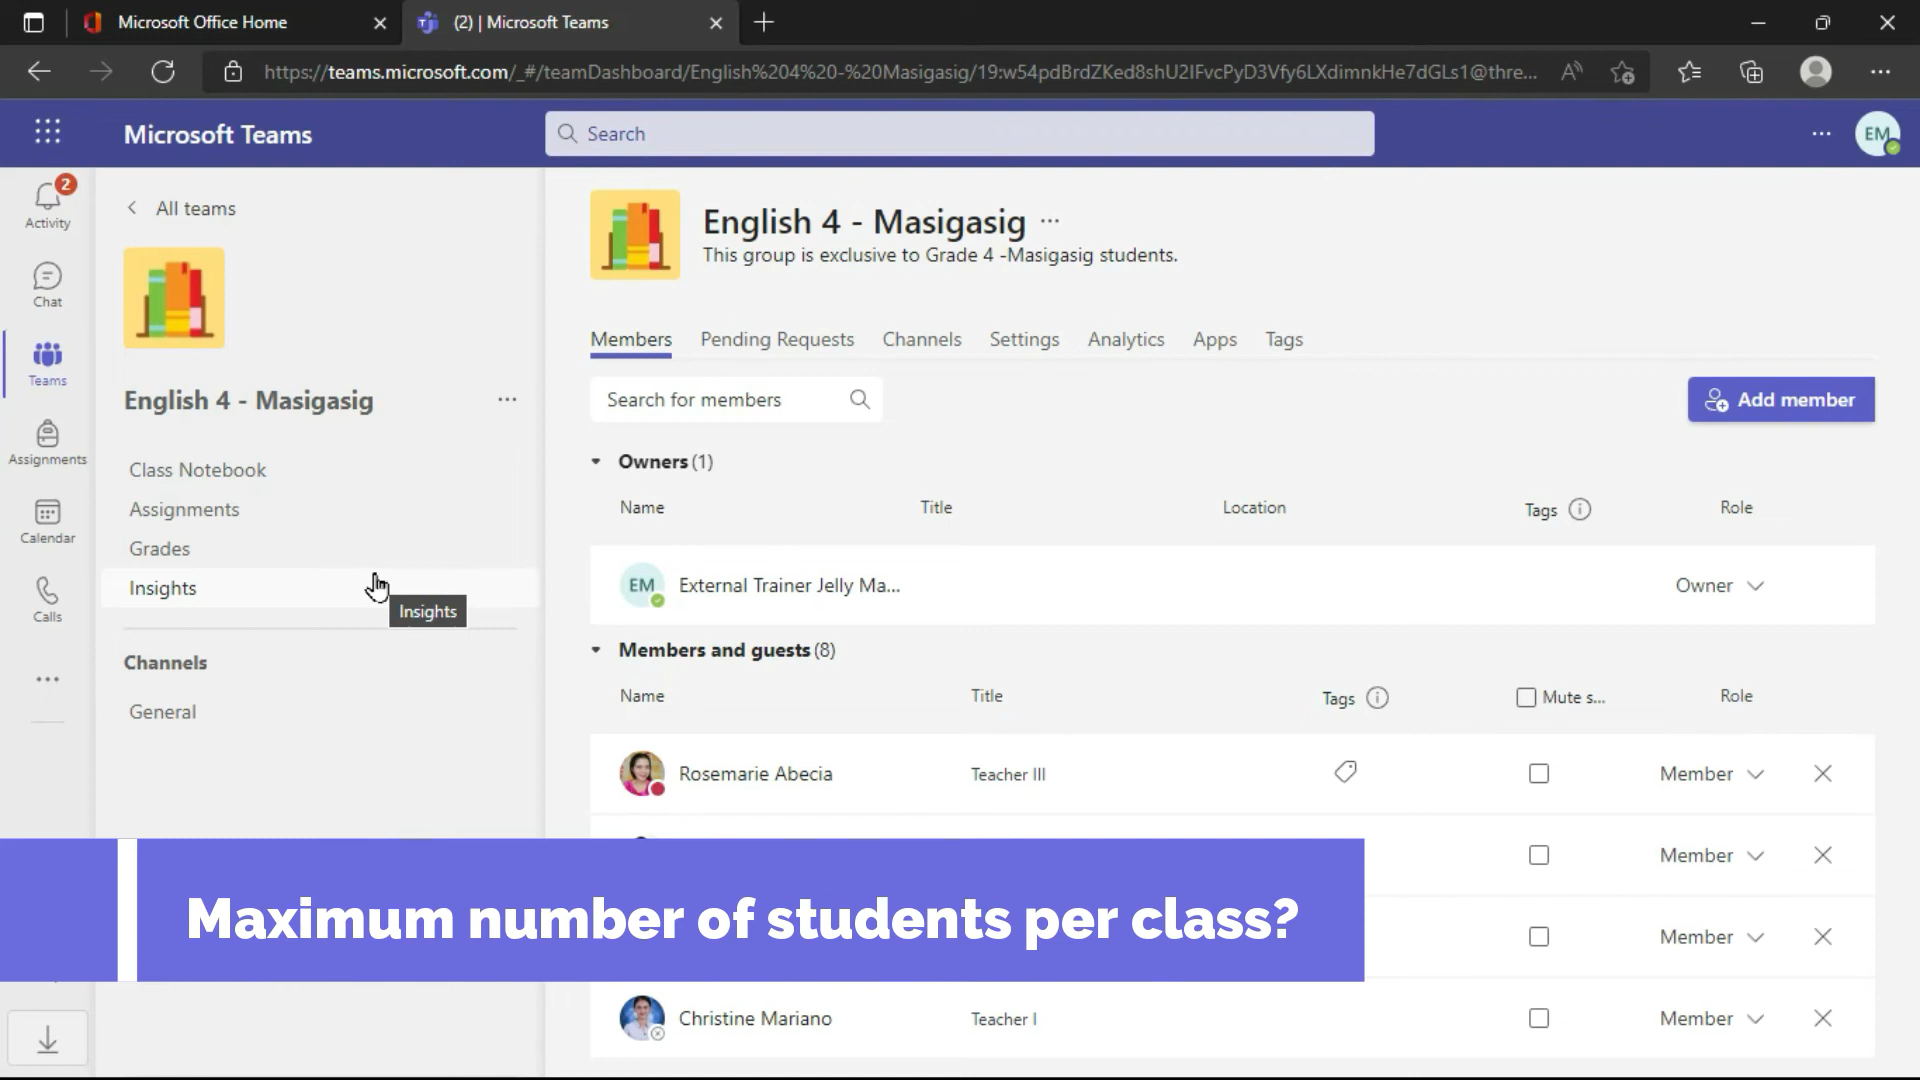 Microsoft Office Home
(2) | Microsoft Teams
https://teams.microsoft.com/_#/teamDashboard/English%204%20-%20Masigasig/19:w54pdBrdZKed8shU2IFvcPyD3Vfy6LXdimnkHe7dGLs1@thre...
Microsoft Teams
Search
EM
2
Activity
Chat
Teams
Assignments
Calendar
Calls
All teams
English 4 - Masigasig
Class Notebook
Assignments
Grades
Insights
Insights
Channels
General
English 4 - Masigasig
This group is exclusive to Grade 4 -Masigasig students.
Members Pending Requests Channels Settings Analytics Apps Tags
Search for members
Add member
Owners (1)
Name Title Location Tags Role
EM External Trainer Jelly Ma... Owner
Members and guests (8)
Name Title Tags Mute s... Role
Rosemarie Abecia Teacher III Member
Member
Member
Christine Mariano Teacher I Member
Maximum number of students per class?